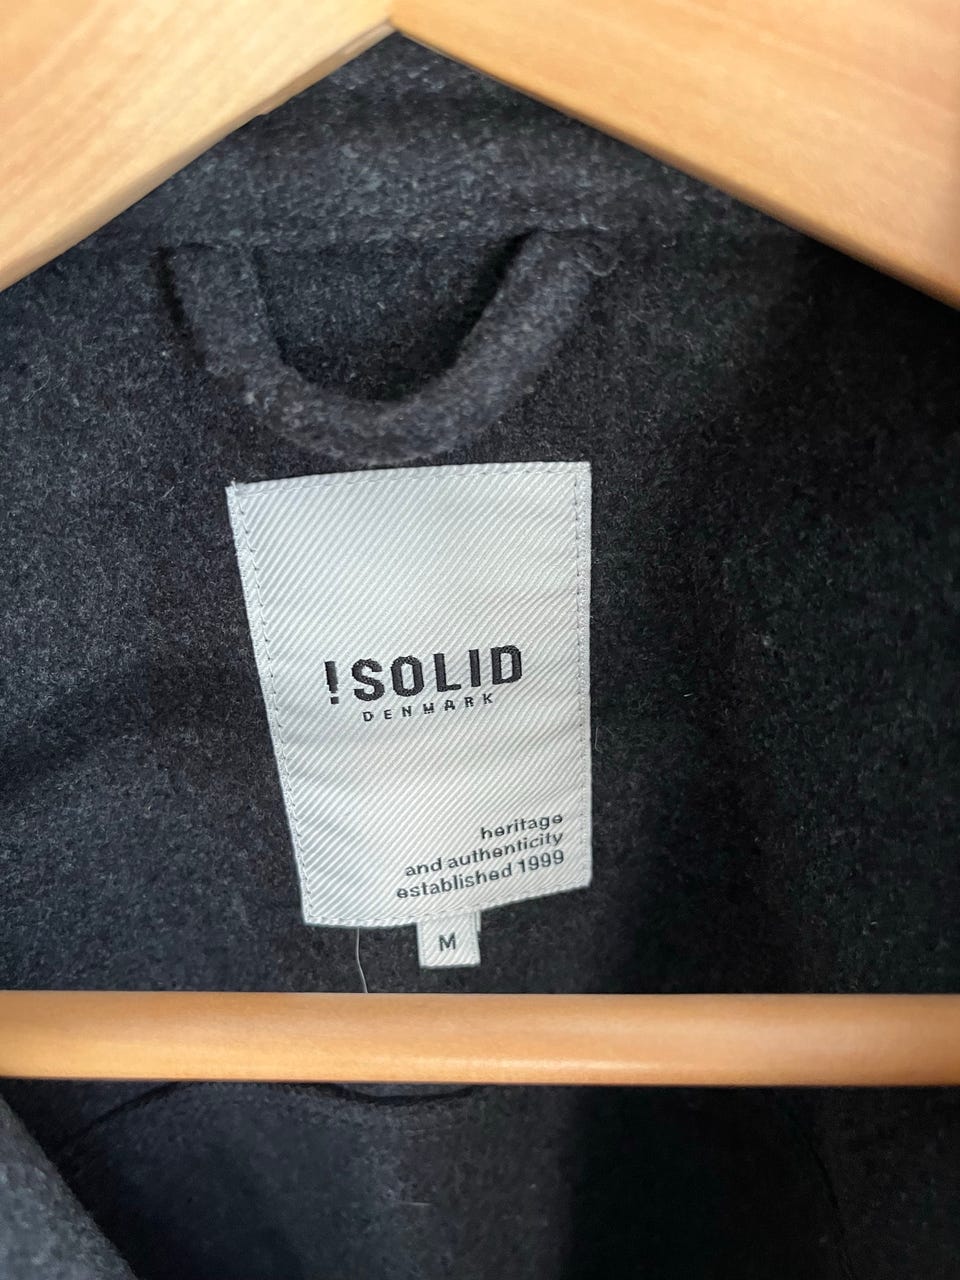 !SOLID
DENMARK
heritage
and authenticity
established 1999
M